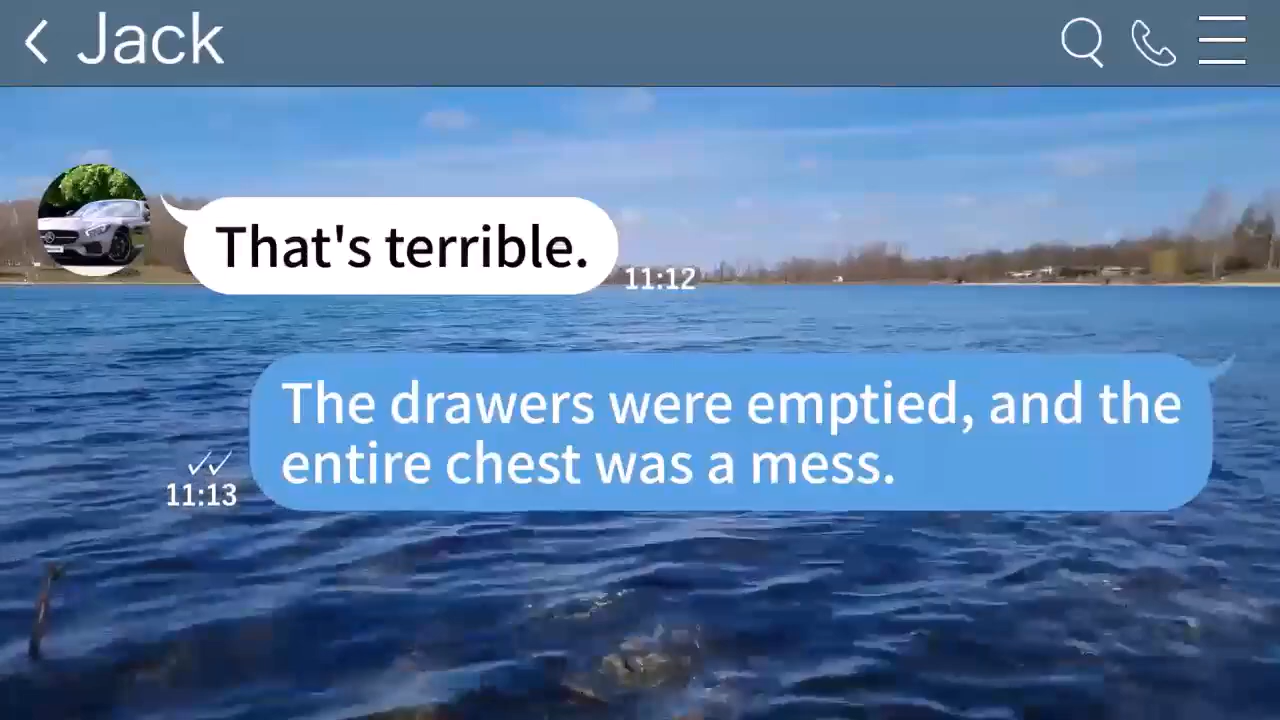 Jack
That's terrible.
11:12
The drawers were emptied, and the
entire chest was a mess.
11:13